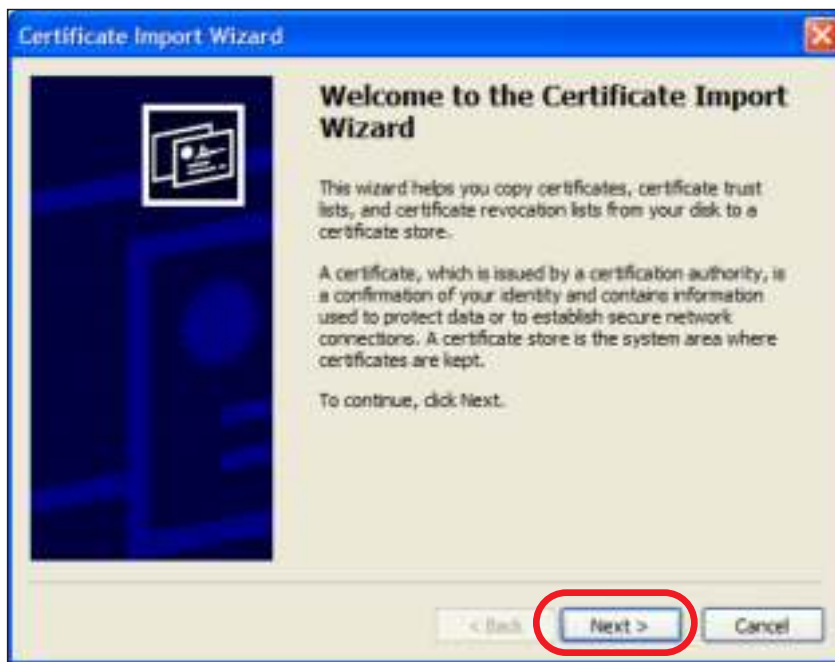 Certificate Import Wizard
Welcome to the Certificate Import
Wizard
This wizard helps you copy certificates, certificate trust
lists, and certificate revocation lists from your disk to a
certificate store.
A certificate, which is issued by a certification authority, is
a confirmation of your identity and contains information
used to protect data or to establish secure network
connections. A certificate store is the system area where
certificates are kept.
To continue, click Next.
< Back Next > Cancel